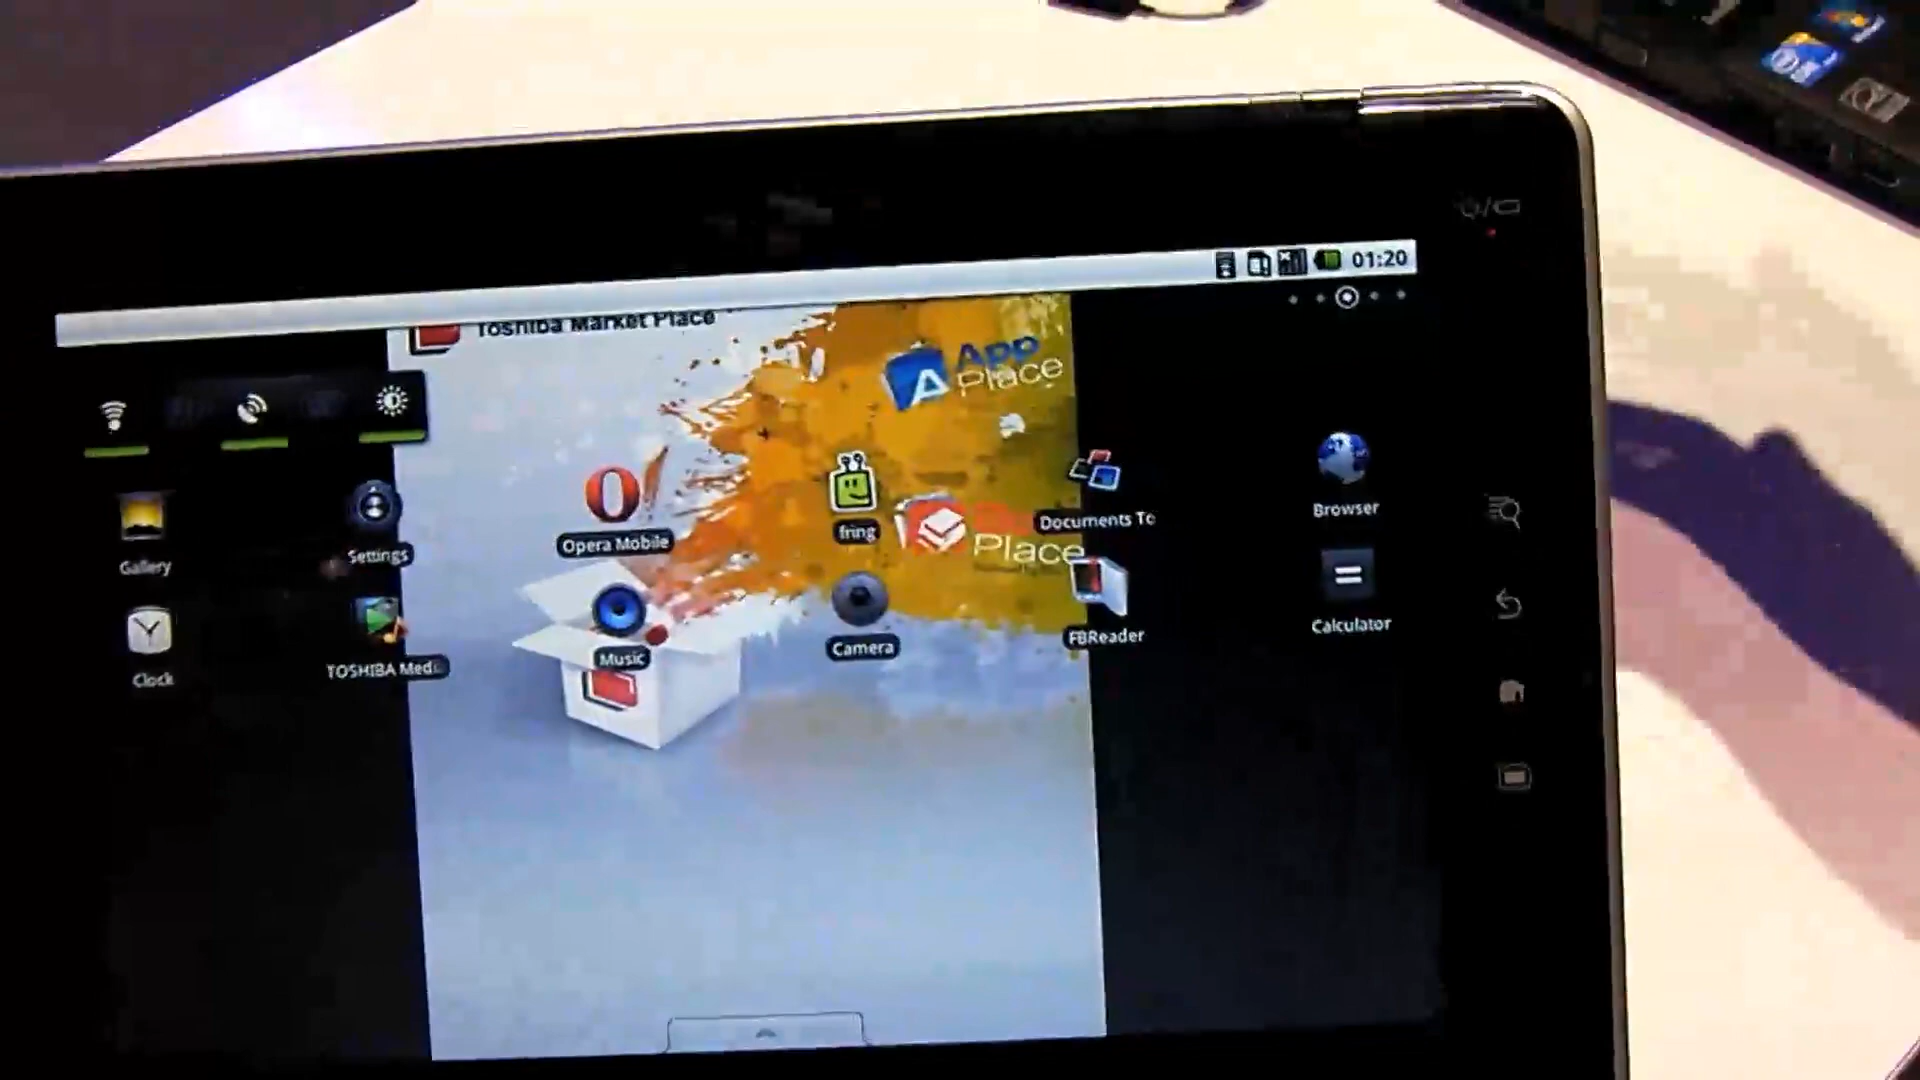 01:20
Toshiba Market Place
App
Place
Opera Mobile
fring
Documents To
Browser
Place
Gallery
Settings
Music
Camera
FBReader
Calculator
Clock
TOSHIBA Med